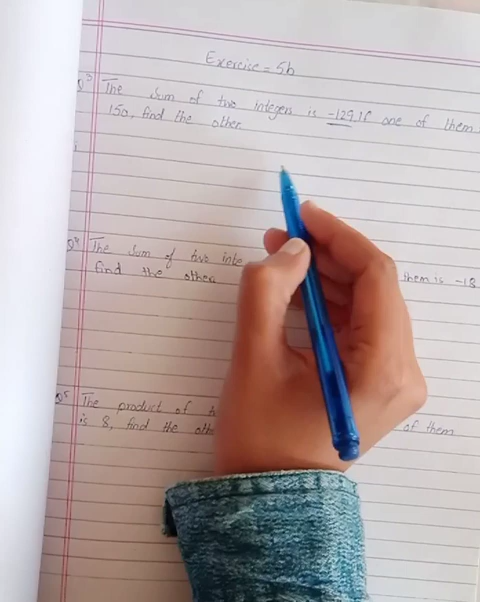 Exercise = 5b
Q3 The sum of two integers is -129. If one of them
150, find the other.
Q4 The sum of two inte them is -18
find the other.
Q5 The product of
is 8, find the othe of them